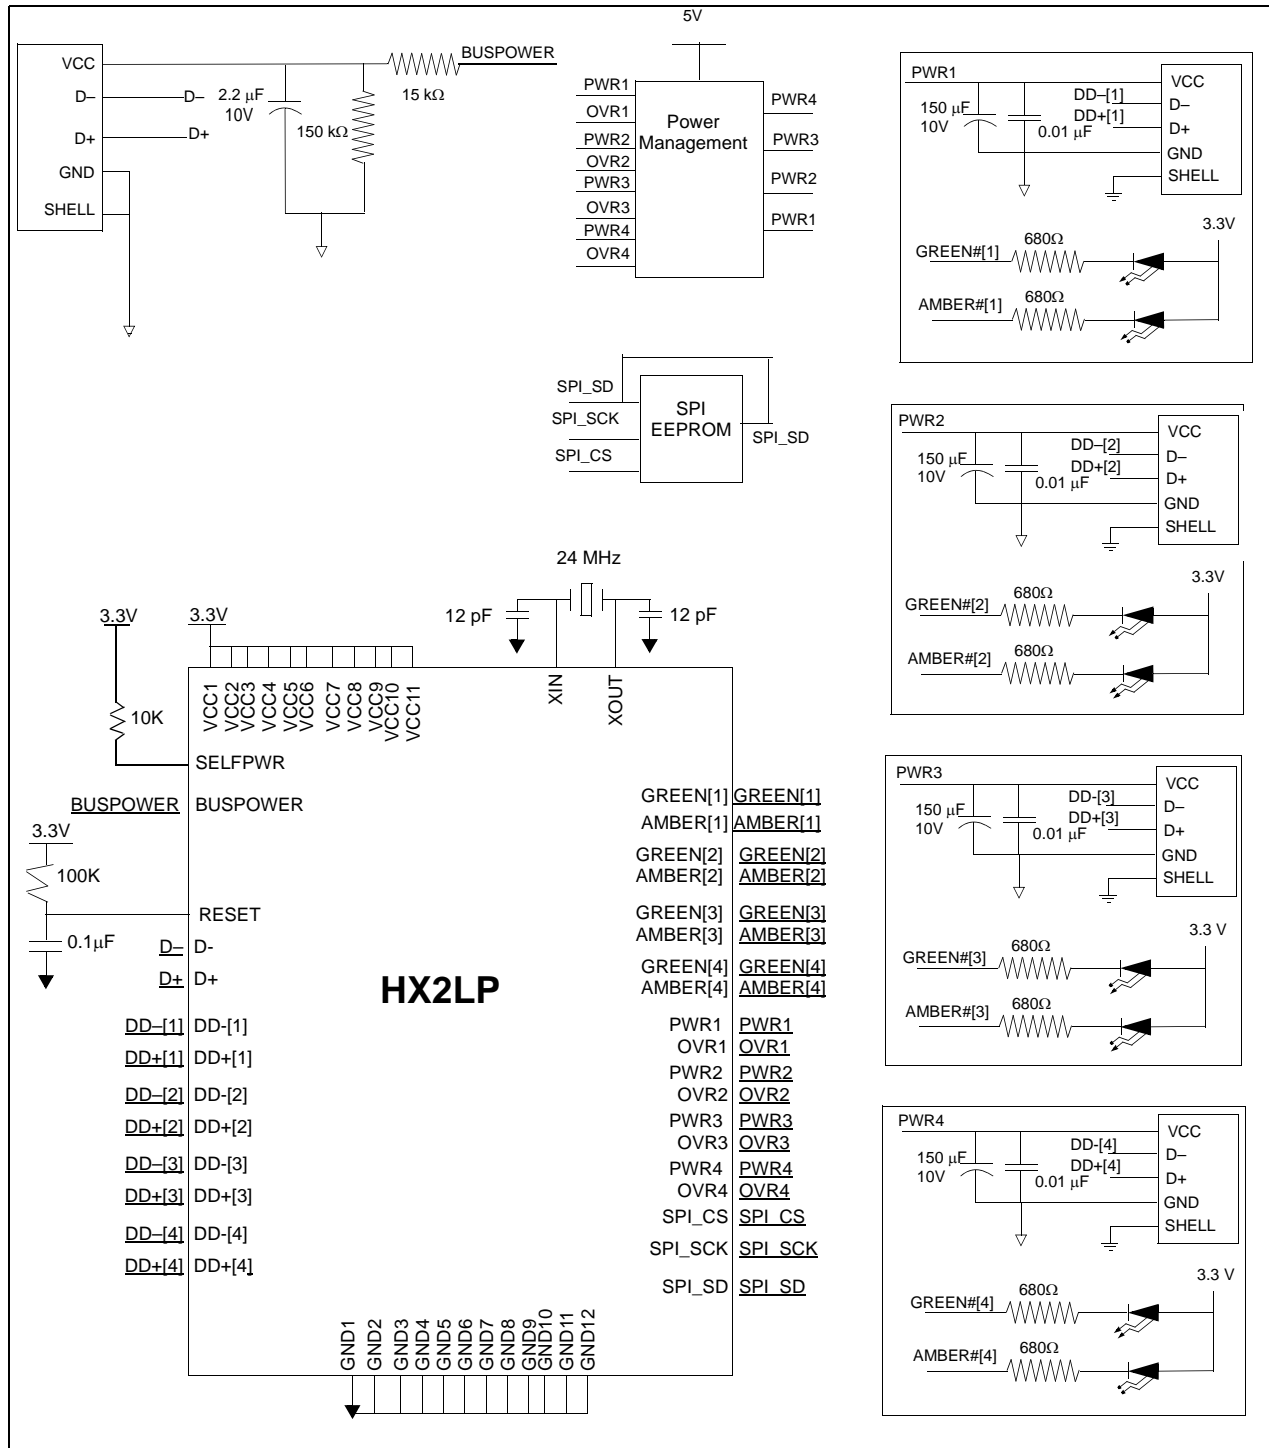 VCC
D–
D+
GND
SHELL
D–
D+
2.2 μF
10V
150 kΩ
15 kΩ
BUSPOWER
5V
PWR1
OVR1
PWR2
OVR2
PWR3
OVR3
PWR4
OVR4
Power
Management
PWR4
PWR3
PWR2
PWR1
SPI_SD
SPI_SCK
SPI_CS
SPI
EEPROM
SPI_SD
PWR1
150 μF
10V
0.01 μF
DD–[1]
DD+[1]
VCC
D–
D+
GND
SHELL
3.3V
GREEN#[1]
680Ω
AMBER#[1]
680Ω
PWR2
150 μF
10V
0.01 μF
DD–[2]
DD+[2]
VCC
D–
D+
GND
SHELL
3.3V
GREEN#[2]
680Ω
AMBER#[2]
680Ω
PWR3
150 μF
10V
0.01 μF
DD-[3]
DD+[3]
VCC
D–
D+
GND
SHELL
3.3 V
GREEN#[3]
680Ω
AMBER#[3]
680Ω
PWR4
150 μF
10V
0.01 μF
DD-[4]
DD+[4]
VCC
D–
D+
GND
SHELL
3.3 V
GREEN#[4]
680Ω
AMBER#[4]
680Ω
24 MHz
12 pF
12 pF
XIN
XOUT
3.3V
3.3V
10K
VCC1
VCC2
VCC3
VCC4
VCC5
VCC6
VCC7
VCC8
VCC9
VCC10
VCC11
SELFPWR
BUSPOWER BUSPOWER
3.3V
100K
RESET
0.1μF
D– D-
D+ D+
DD–[1] DD-[1]
DD+[1] DD+[1]
DD–[2] DD-[2]
DD+[2] DD+[2]
DD–[3] DD-[3]
DD+[3] DD+[3]
DD–[4] DD-[4]
DD+[4] DD+[4]
HX2LP
GREEN[1] GREEN[1]
AMBER[1] AMBER[1]
GREEN[2] GREEN[2]
AMBER[2] AMBER[2]
GREEN[3] GREEN[3]
AMBER[3] AMBER[3]
GREEN[4] GREEN[4]
AMBER[4] AMBER[4]
PWR1 PWR1
OVR1 OVR1
PWR2 PWR2
OVR2 OVR2
PWR3 PWR3
OVR3 OVR3
PWR4 PWR4
OVR4 OVR4
SPI_CS SPI_CS
SPI_SCK SPI_SCK
SPI_SD SPI_SD
GND1
GND2
GND3
GND4
GND5
GND6
GND7
GND8
GND9
GND10
GND11
GND12